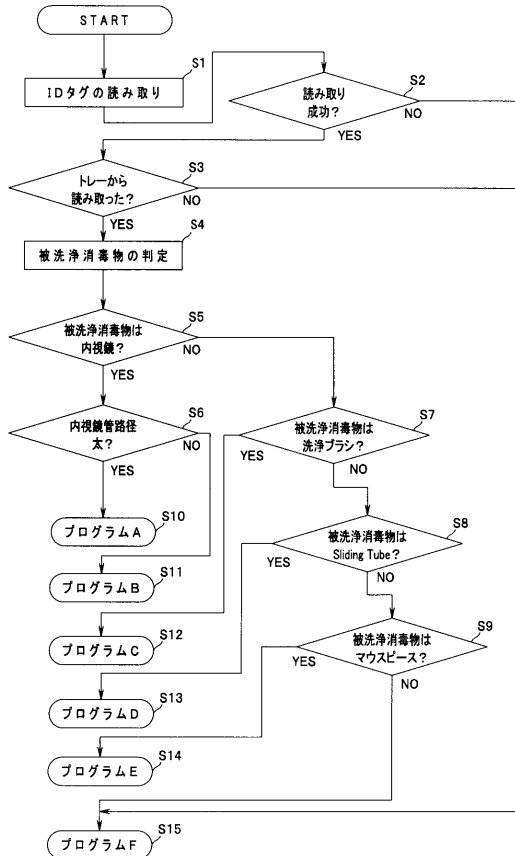 START
S1
IDタグの読み取り
S2
読み取り
成功?
NO
YES
S3
トレーから
読み取った?
NO
YES
S4
被洗浄消毒物の判定
S5
被洗浄消毒物は
内視鏡?
NO
YES
S6
内視鏡管路径
太?
NO
YES
S7
被洗浄消毒物は
洗浄ブラシ?
YES
NO
S8
被洗浄消毒物は
Sliding Tube?
YES
NO
S9
被洗浄消毒物は
マウスピース?
YES
NO
S10
プログラムA
S11
プログラムB
S12
プログラムC
S13
プログラムD
S14
プログラムE
S15
プログラムF